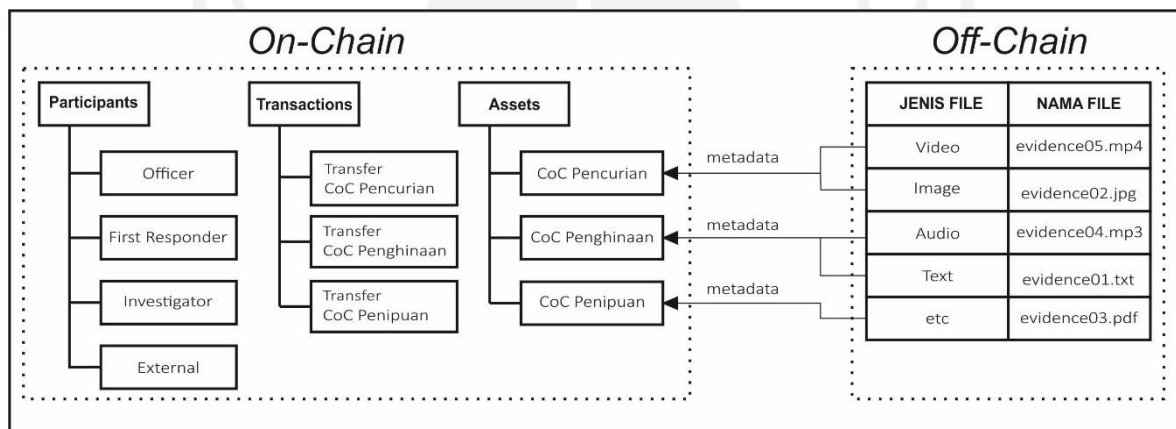 On-Chain
Off-Chain
Participants
Officer
First Responder
Investigator
External
Transactions
Transfer
CoC Pencurian
Transfer
CoC Penghinaan
Transfer
CoC Penipuan
Assets
CoC Pencurian
CoC Penghinaan
CoC Penipuan
metadata
metadata
metadata
JENIS FILE NAMA FILE
Video evidence05.mp4
Image evidence02.jpg
Audio evidence04.mp3
Text evidence01.txt
etc evidence03.pdf